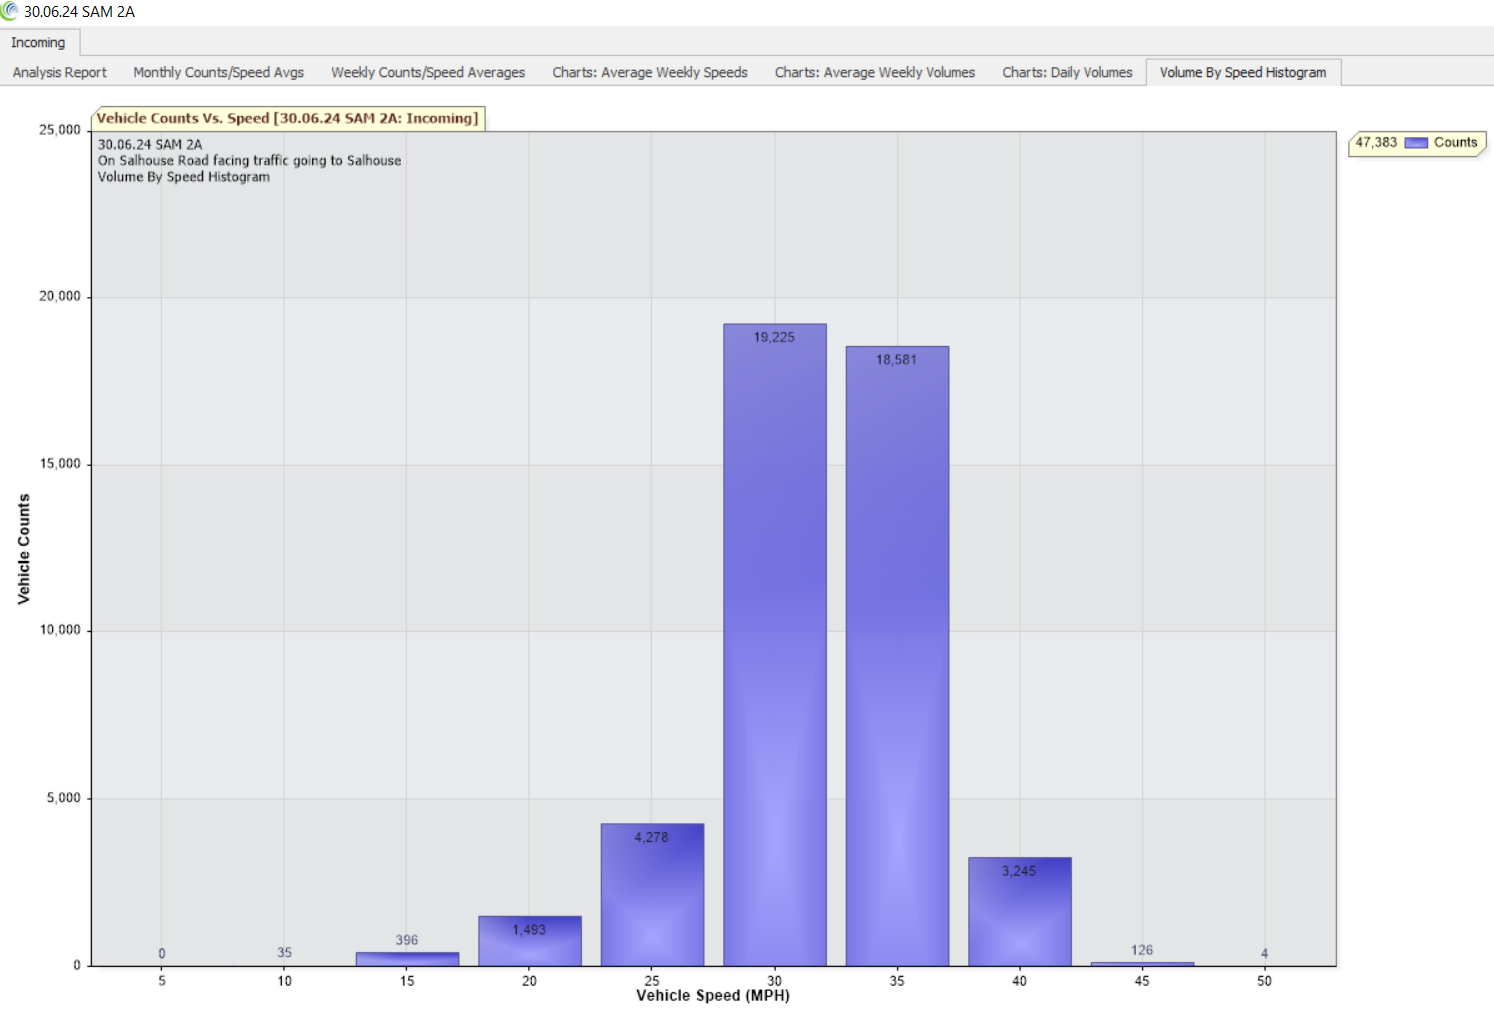 30.06.24 SAM 2A
Incoming
Analysis Report Monthly Counts/Speed Avgs Weekly Counts/Speed Averages Charts: Average Weekly Speeds Charts: Average Weekly Volumes Charts: Daily Volumes Volume By Speed Histogram
Vehicle Counts Vs. Speed [30.06.24 SAM 2A: Incoming]
30.06.24 SAM 2A
On Salhouse Road facing traffic going to Salhouse
Volume By Speed Histogram
47,383 Counts
25,000
20,000
15,000
10,000
5,000
0
Vehicle Counts
0 35 396 1,493 4,278 19,225 18,581 3,245 126 4
5 10 15 20 25 30 35 40 45 50
Vehicle Speed (MPH)